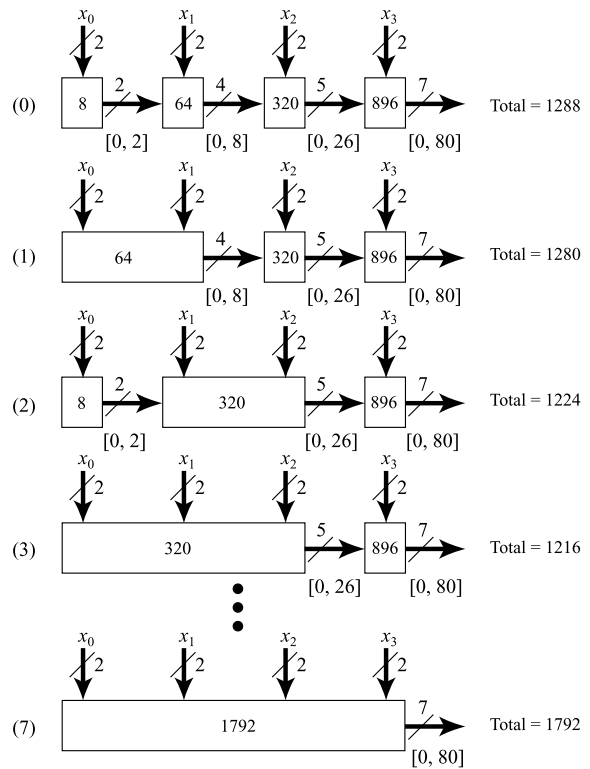 x₀ x₁ x₂ x₃
2 2 2 2
2 4 5 7
(0) 8 64 320 896 Total = 1288
[0, 2] [0, 8] [0, 26] [0, 80]
x₀ x₁ x₂ x₃
2 2 2 2
4 5 7
(1) 64 320 896 Total = 1280
[0, 8] [0, 26] [0, 80]
x₀ x₁ x₂ x₃
2 2 2 2
2 5 7
(2) 8 320 896 Total = 1224
[0, 2] [0, 26] [0, 80]
x₀ x₁ x₂ x₃
2 2 2 2
5 7
(3) 320 896 Total = 1216
[0, 26] [0, 80]
x₀ x₁ x₂ x₃
2 2 2 2
7
(7) 1792 Total = 1792
[0, 80]